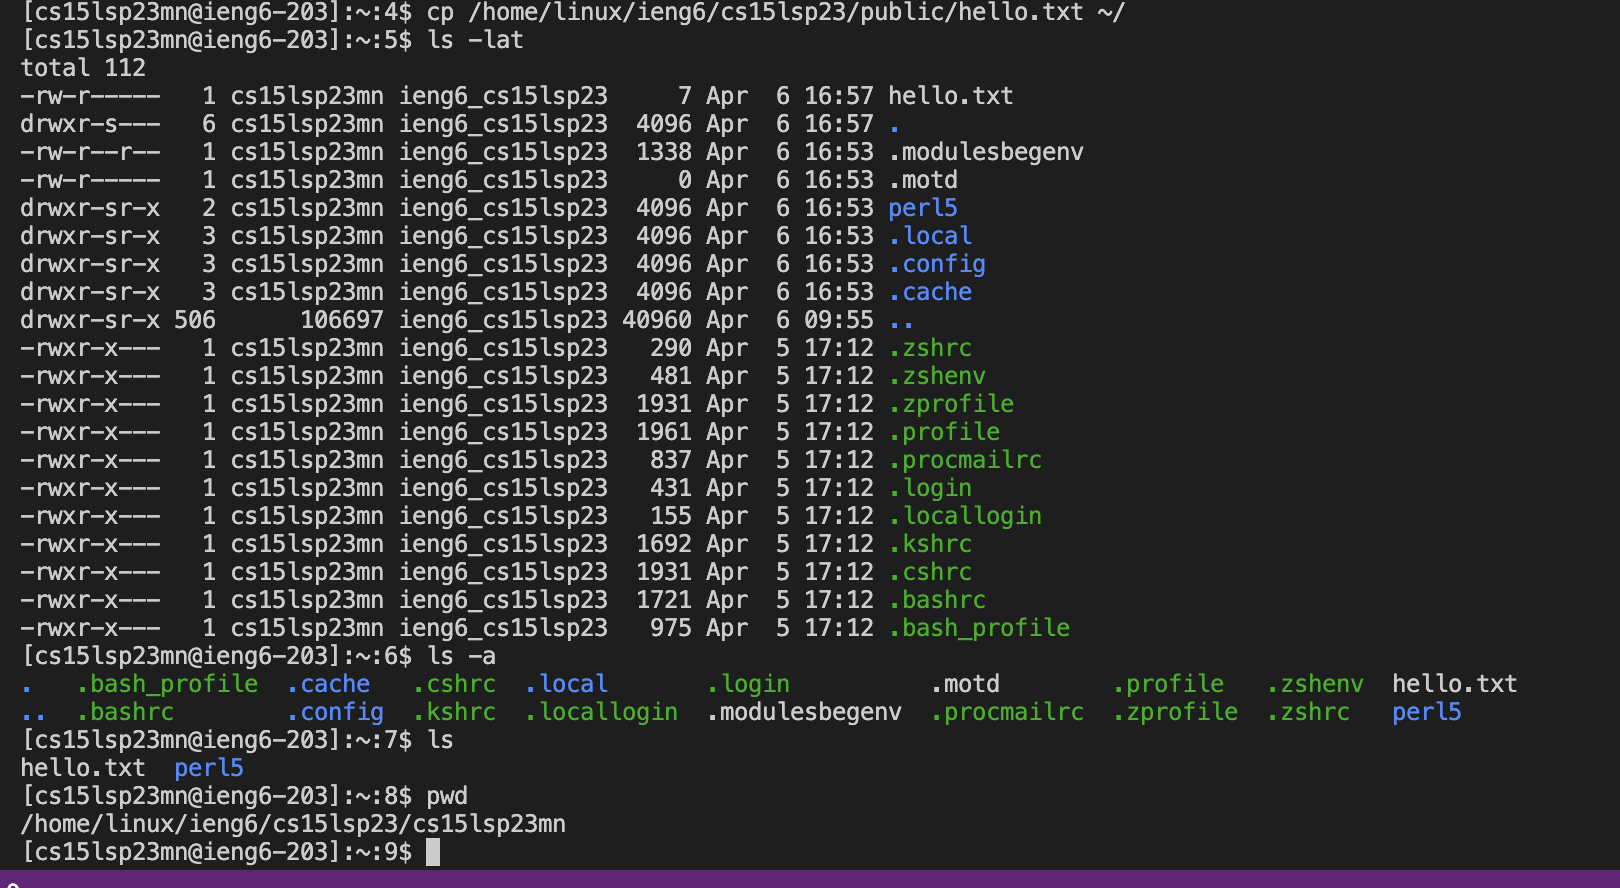 [cs15lsp23mn@ieng6-203]:~:4$ cp /home/linux/ieng6/cs15lsp23/public/hello.txt ~/
[cs15lsp23mn@ieng6-203]:~:5$ ls -lat
total 112
-rw-r-----   1 cs15lsp23mn ieng6_cs15lsp23     7 Apr  6 16:57 hello.txt
drwxr-s---   6 cs15lsp23mn ieng6_cs15lsp23  4096 Apr  6 16:57 .
-rw-r--r--   1 cs15lsp23mn ieng6_cs15lsp23  1338 Apr  6 16:53 .modulesbegenv
-rw-r-----   1 cs15lsp23mn ieng6_cs15lsp23     0 Apr  6 16:53 .motd
drwxr-sr-x   2 cs15lsp23mn ieng6_cs15lsp23  4096 Apr  6 16:53 perl5
drwxr-sr-x   3 cs15lsp23mn ieng6_cs15lsp23  4096 Apr  6 16:53 .local
drwxr-sr-x   3 cs15lsp23mn ieng6_cs15lsp23  4096 Apr  6 16:53 .config
drwxr-sr-x   3 cs15lsp23mn ieng6_cs15lsp23  4096 Apr  6 16:53 .cache
drwxr-sr-x 506      106697 ieng6_cs15lsp23 40960 Apr  6 09:55 ..
-rwxr-x---   1 cs15lsp23mn ieng6_cs15lsp23   290 Apr  5 17:12 .zshrc
-rwxr-x---   1 cs15lsp23mn ieng6_cs15lsp23   481 Apr  5 17:12 .zshenv
-rwxr-x---   1 cs15lsp23mn ieng6_cs15lsp23  1931 Apr  5 17:12 .zprofile
-rwxr-x---   1 cs15lsp23mn ieng6_cs15lsp23  1961 Apr  5 17:12 .profile
-rwxr-x---   1 cs15lsp23mn ieng6_cs15lsp23   837 Apr  5 17:12 .procmailrc
-rwxr-x---   1 cs15lsp23mn ieng6_cs15lsp23   431 Apr  5 17:12 .login
-rwxr-x---   1 cs15lsp23mn ieng6_cs15lsp23   155 Apr  5 17:12 .locallogin
-rwxr-x---   1 cs15lsp23mn ieng6_cs15lsp23  1692 Apr  5 17:12 .kshrc
-rwxr-x---   1 cs15lsp23mn ieng6_cs15lsp23  1931 Apr  5 17:12 .cshrc
-rwxr-x---   1 cs15lsp23mn ieng6_cs15lsp23  1721 Apr  5 17:12 .bashrc
-rwxr-x---   1 cs15lsp23mn ieng6_cs15lsp23   975 Apr  5 17:12 .bash_profile
[cs15lsp23mn@ieng6-203]:~:6$ ls -a
.   .bash_profile  .cache   .cshrc  .local       .login          .motd        .profile   .zshenv  hello.txt
..  .bashrc        .config  .kshrc  .locallogin  .modulesbegenv  .procmailrc  .zprofile  .zshrc   perl5
[cs15lsp23mn@ieng6-203]:~:7$ ls
hello.txt  perl5
[cs15lsp23mn@ieng6-203]:~:8$ pwd
/home/linux/ieng6/cs15lsp23/cs15lsp23mn
[cs15lsp23mn@ieng6-203]:~:9$